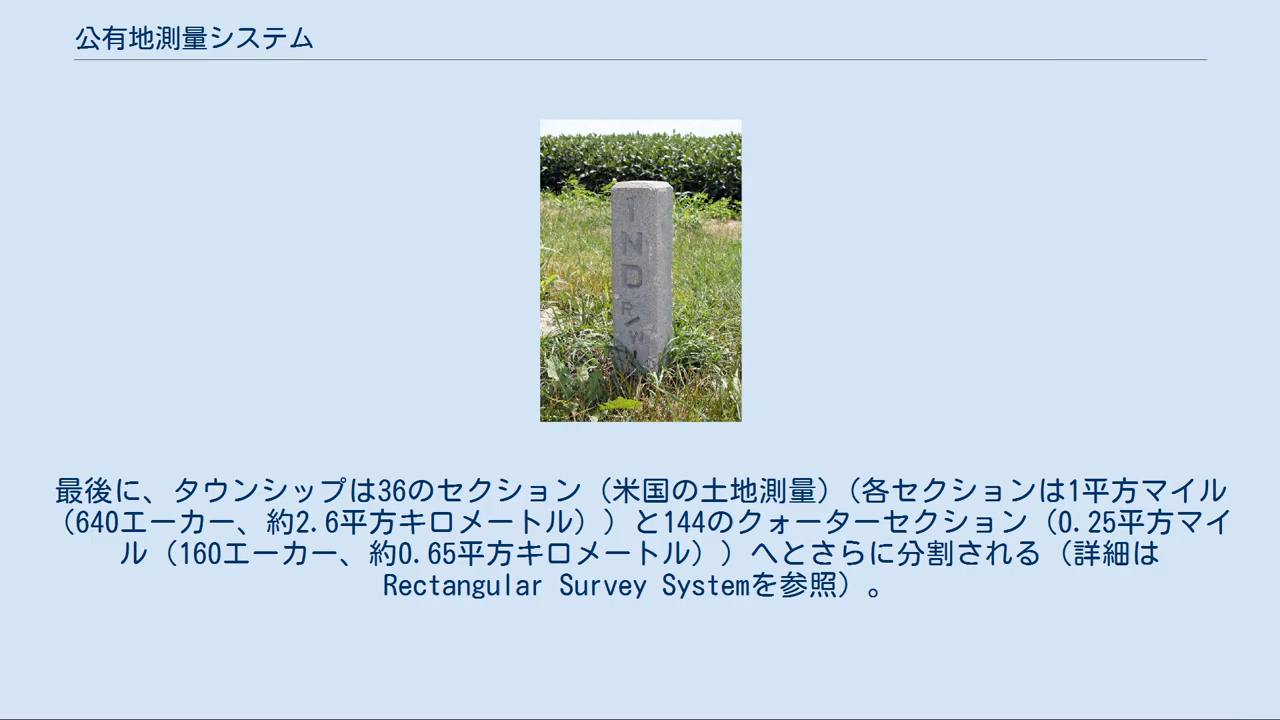 公有地測量システム
I
N
D
R/W
最後に、タウンシップは36のセクション（米国の土地測量）（各セクションは1平方マイル
（640エーカー、約2.6平方キロメートル））と144のクォーターセクション（0.25平方マイ
ル（160エーカー、約0.65平方キロメートル））へとさらに分割される（詳細は
Rectangular Survey Systemを参照）。